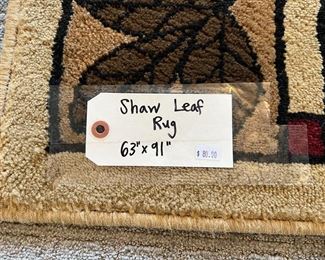 Shaw Leaf
Rug
63" x 91"
$ 80.00